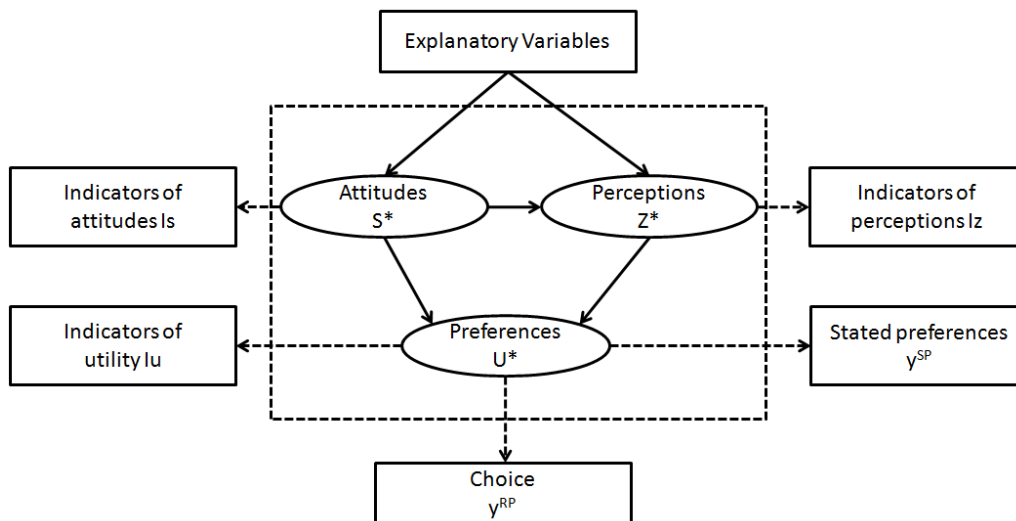 Explanatory Variables
Indicators of
attitudes Is
Attitudes
S*
Perceptions
Z*
Indicators of
perceptions Iz
Indicators of
utility Iu
Preferences
U*
Stated preferences
y^SP
Choice
y^RP